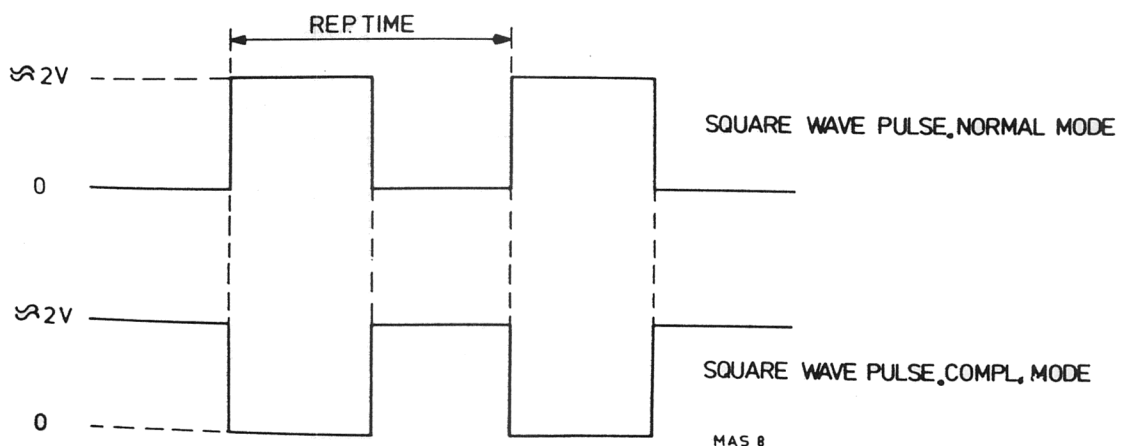 REP. TIME
≈2V
SQUARE WAVE PULSE.NORMAL MODE
0
≈2V
SQUARE WAVE PULSE.COMPL. MODE
0
MAS 8